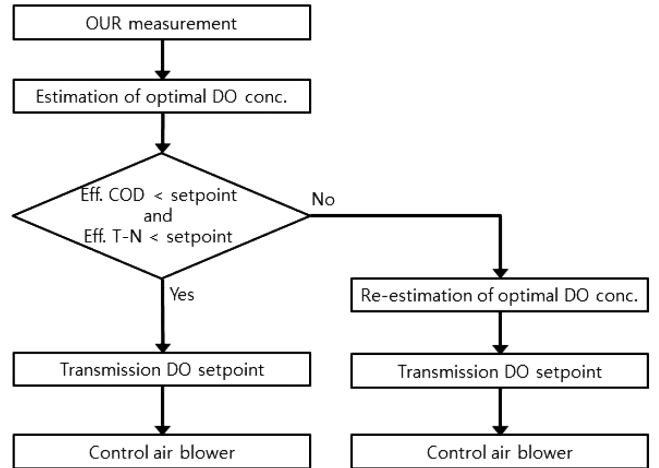 OUR measurement
Estimation of optimal DO conc.
Eff. COD < setpoint
and
Eff. T-N < setpoint
No
Yes
Re-estimation of optimal DO conc.
Transmission DO setpoint
Transmission DO setpoint
Control air blower
Control air blower